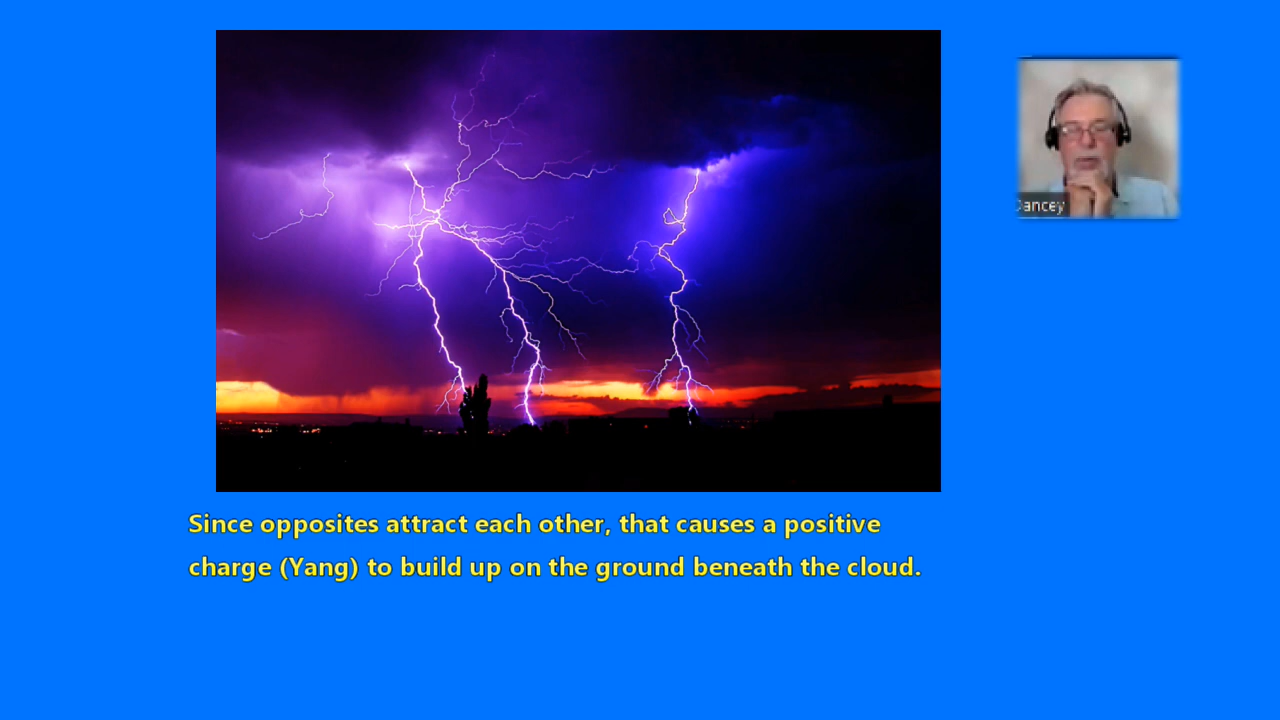 Dancey
Since opposites attract each other, that causes a positive
charge (Yang) to build up on the ground beneath the cloud.